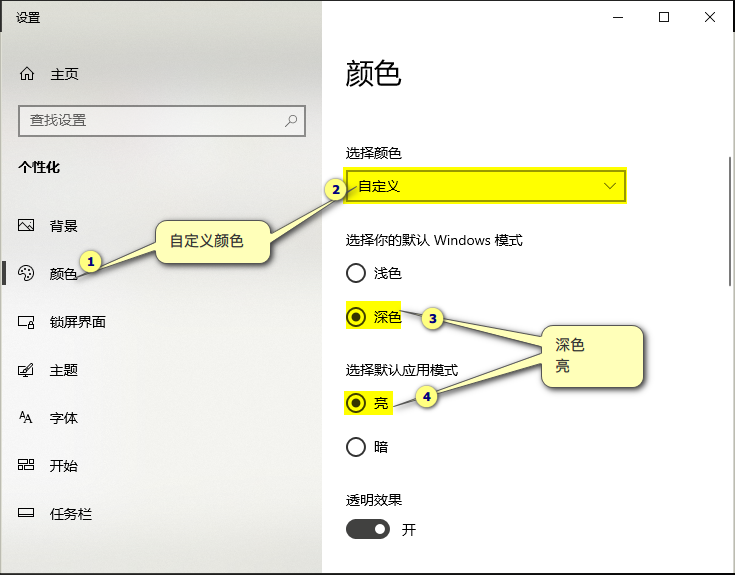 设置
主页
查找设置
个性化
背景
颜色
锁屏界面
主题
字体
开始
任务栏
颜色
选择颜色
自定义
选择你的默认 Windows 模式
浅色
深色
选择默认应用模式
亮
暗
透明效果
开
1
自定义颜色
2
3
4
深色
亮